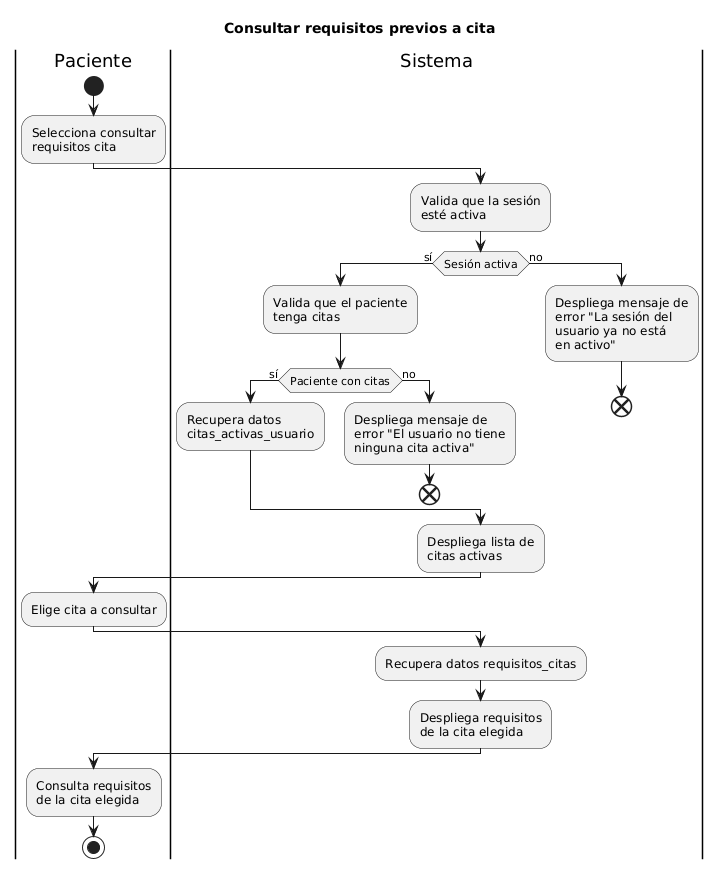 Consultar requisitos previos a cita
Paciente
Sistema
Selecciona consultar
requisitos cita
Valida que la sesión
esté activa
sí
Sesión activa
no
Valida que el paciente
tenga citas
Despliega mensaje de
error "La sesión del
usuario ya no está
en activo"
sí
Paciente con citas
no
Recupera datos
citas_activas_usuario
Despliega mensaje de
error "El usuario no tiene
ninguna cita activa"
Despliega lista de
citas activas
Elige cita a consultar
Recupera datos requisitos_citas
Despliega requisitos
de la cita elegida
Consulta requisitos
de la cita elegida